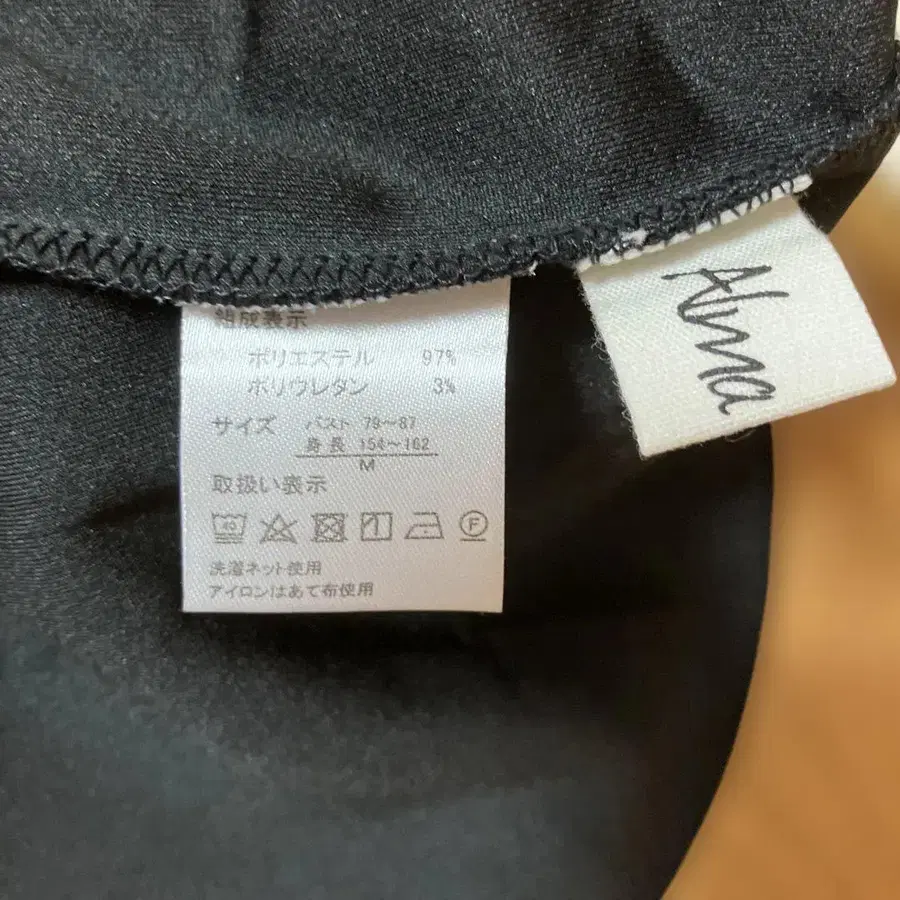 組成表示
ポリエステル 97%
ポリウレタン 3%
サイズ バスト 79〜87
身長 154〜162
M
取扱い表示
40 F
洗濯ネット使用
アイロンはあて布使用
Alma